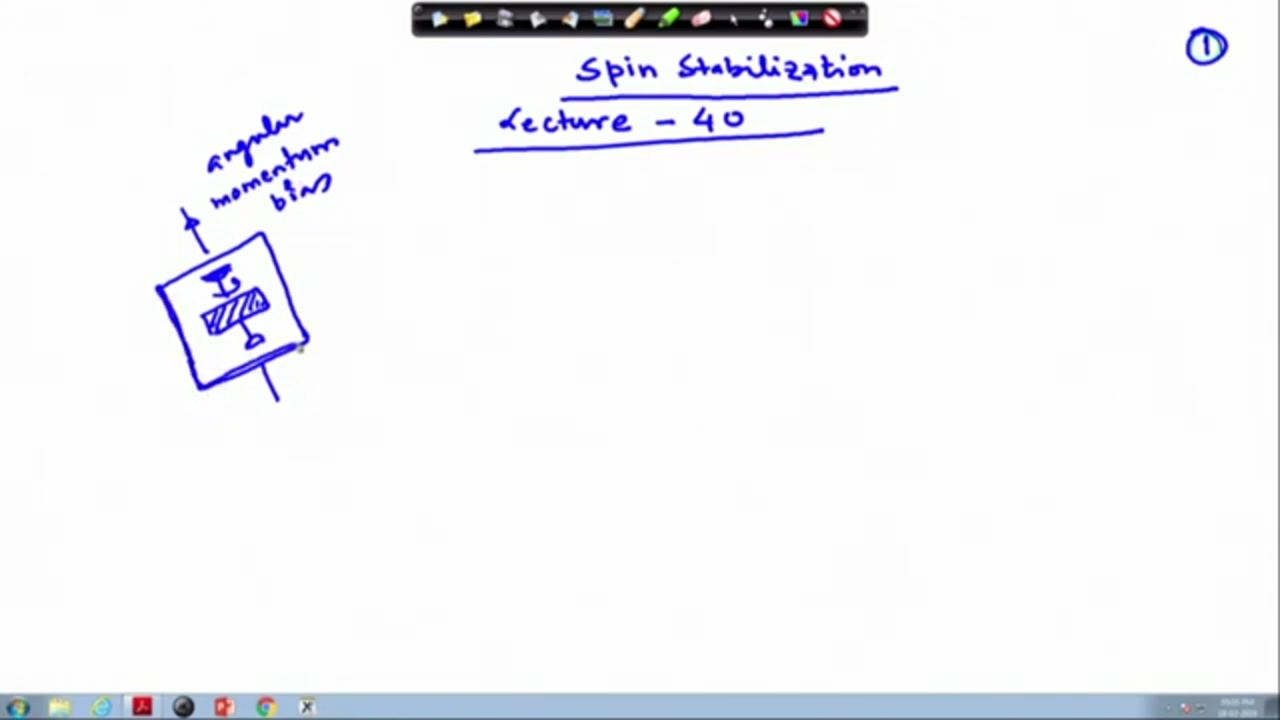 ①
Spin Stabilization
Lecture - 40
angular
momentum
bias